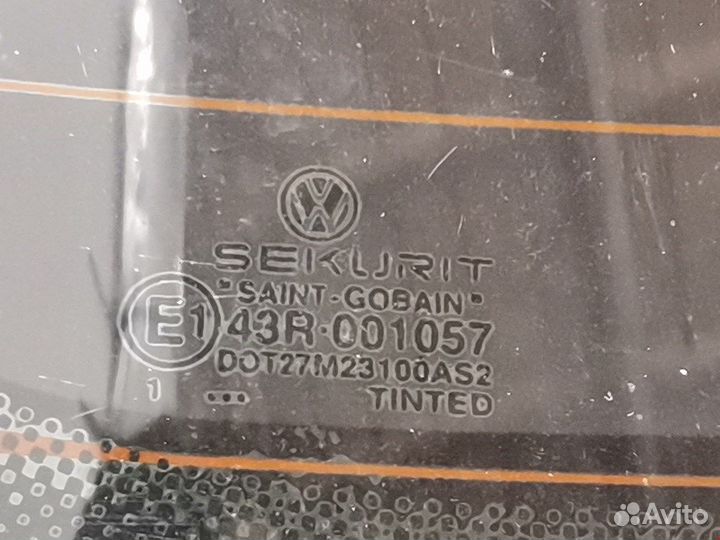 SEKURIT
"SAINT-GOBAIN"
E1 43R-001057
DOT27M23100AS2
1 ... TINTED
Avito